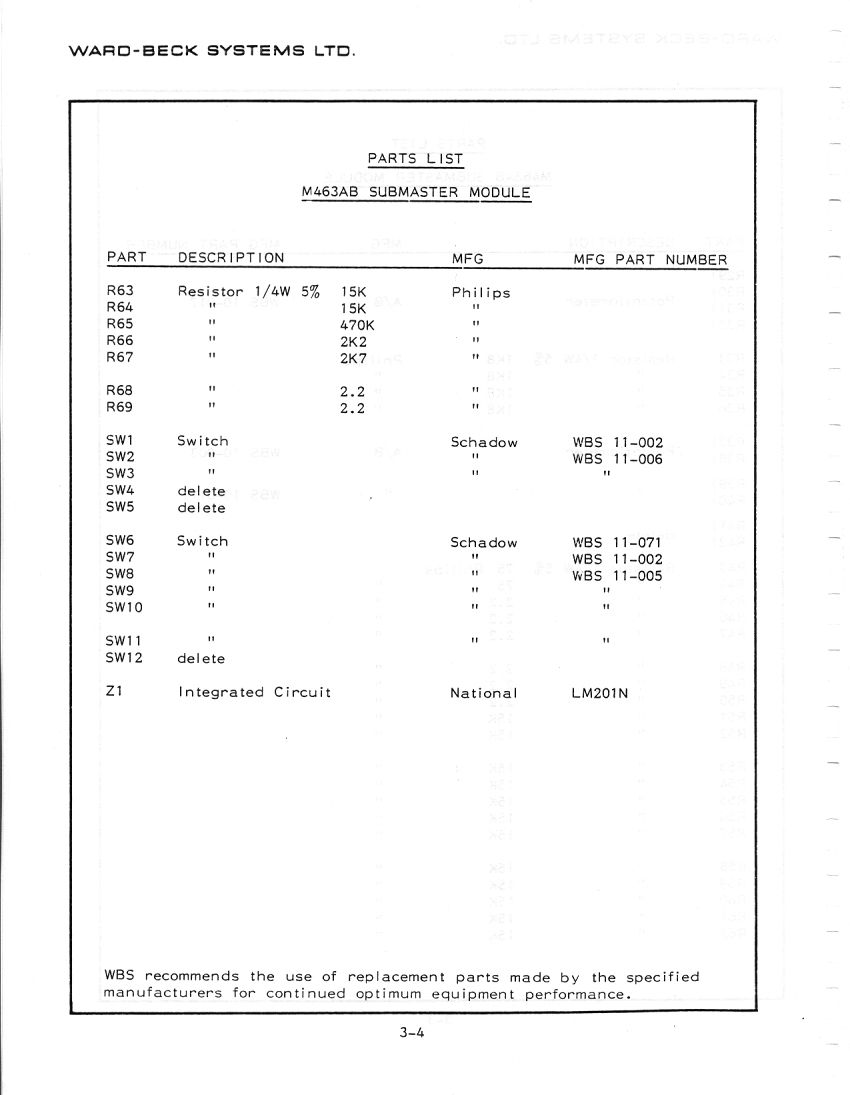 WARD-BECK SYSTEMS LTD.
PARTS LIST
M463AB SUBMASTER MODULE
PART DESCRIPTION MFG MFG PART NUMBER
R63 Resistor 1/4W 5% 15K Philips
R64 " 15K "
R65 " 470K "
R66 " 2K2 "
R67 " 2K7 "
R68 " 2.2 "
R69 " 2.2 "
SW1 Switch Schadow WBS 11-002
SW2 " " WBS 11-006
SW3 " " "
SW4 delete
SW5 delete
SW6 Switch Schadow WBS 11-071
SW7 " " WBS 11-002
SW8 " " WBS 11-005
SW9 " " "
SW10 " " "
SW11 " " "
SW12 delete
Z1 Integrated Circuit National LM201N
WBS recommends the use of replacement parts made by the specified
manufacturers for continued optimum equipment performance.
3-4